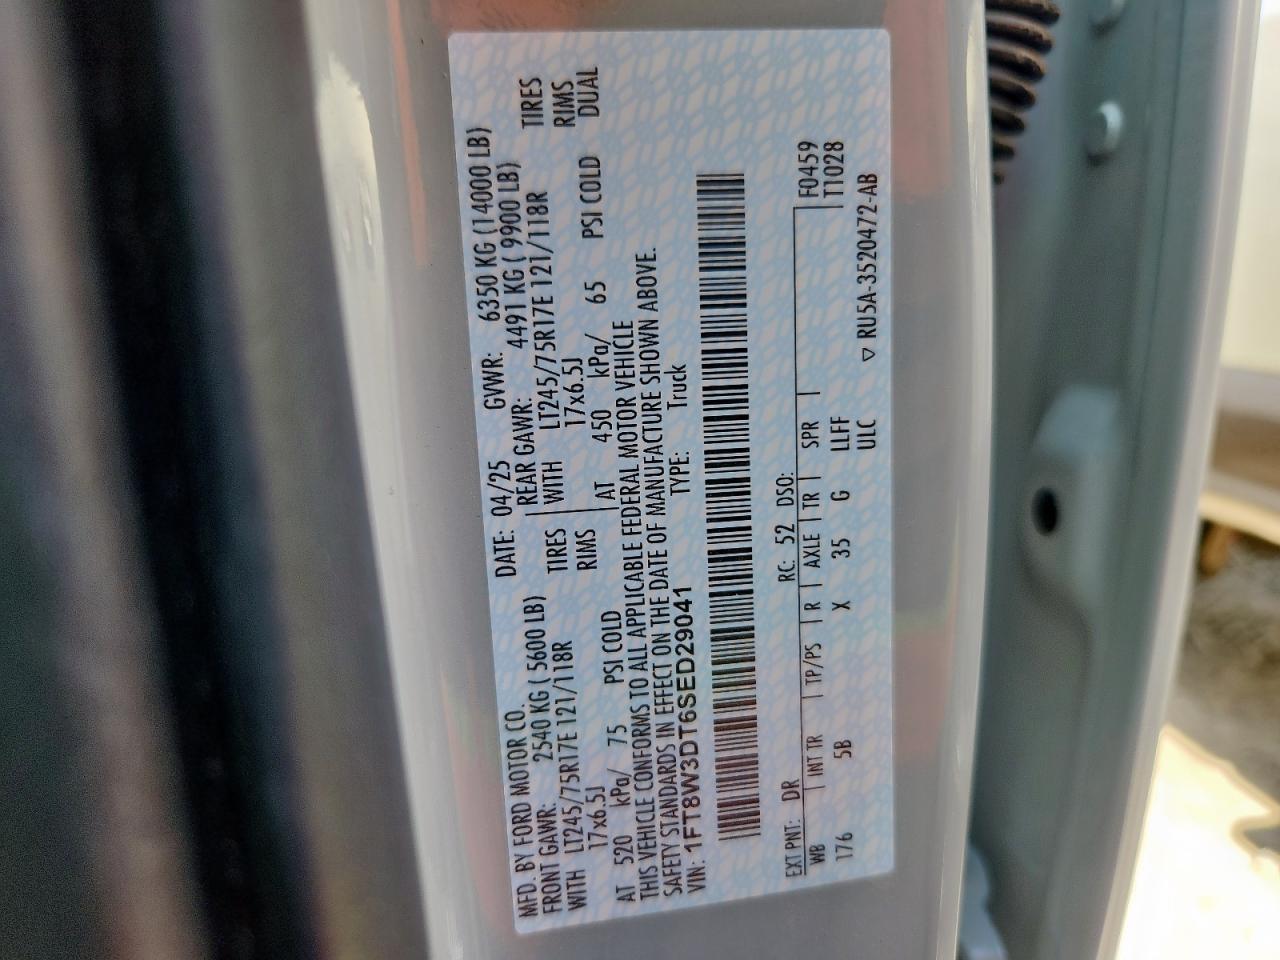 MFD. BY FORD MOTOR CO. DATE: 04/25 GVWR: 6350 KG (14000 LB)
FRONT GAWR: 2540 KG ( 5600 LB) REAR GAWR: 4491 KG ( 9900 LB)
WITH LT245/75R17E 121/118R TIRES WITH LT245/75R17E 121/118R TIRES
17x6.5J RIMS 17x6.5J RIMS
AT 520 kPa/ 75 PSI COLD AT 450 kPa/ 65 PSI COLD DUAL
THIS VEHICLE CONFORMS TO ALL APPLICABLE FEDERAL MOTOR VEHICLE
SAFETY STANDARDS IN EFFECT ON THE DATE OF MANUFACTURE SHOWN ABOVE.
VIN: 1FT8W3DT6SED29041 TYPE: Truck
EXT PNT: DR RC: 52 DSO:
WB INT TR TP/PS R AXLE TR SPR F0459
176 5B X 35 G LLFF T1028
ULC ▽ RU5A-3520472-AB